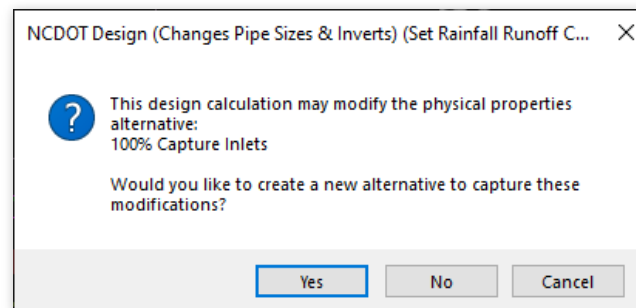 NCDOT Design (Changes Pipe Sizes & Inverts) (Set Rainfall Runoff C...
This design calculation may modify the physical properties
alternative:
100% Capture Inlets
Would you like to create a new alternative to capture these
modifications?
Yes
No
Cancel